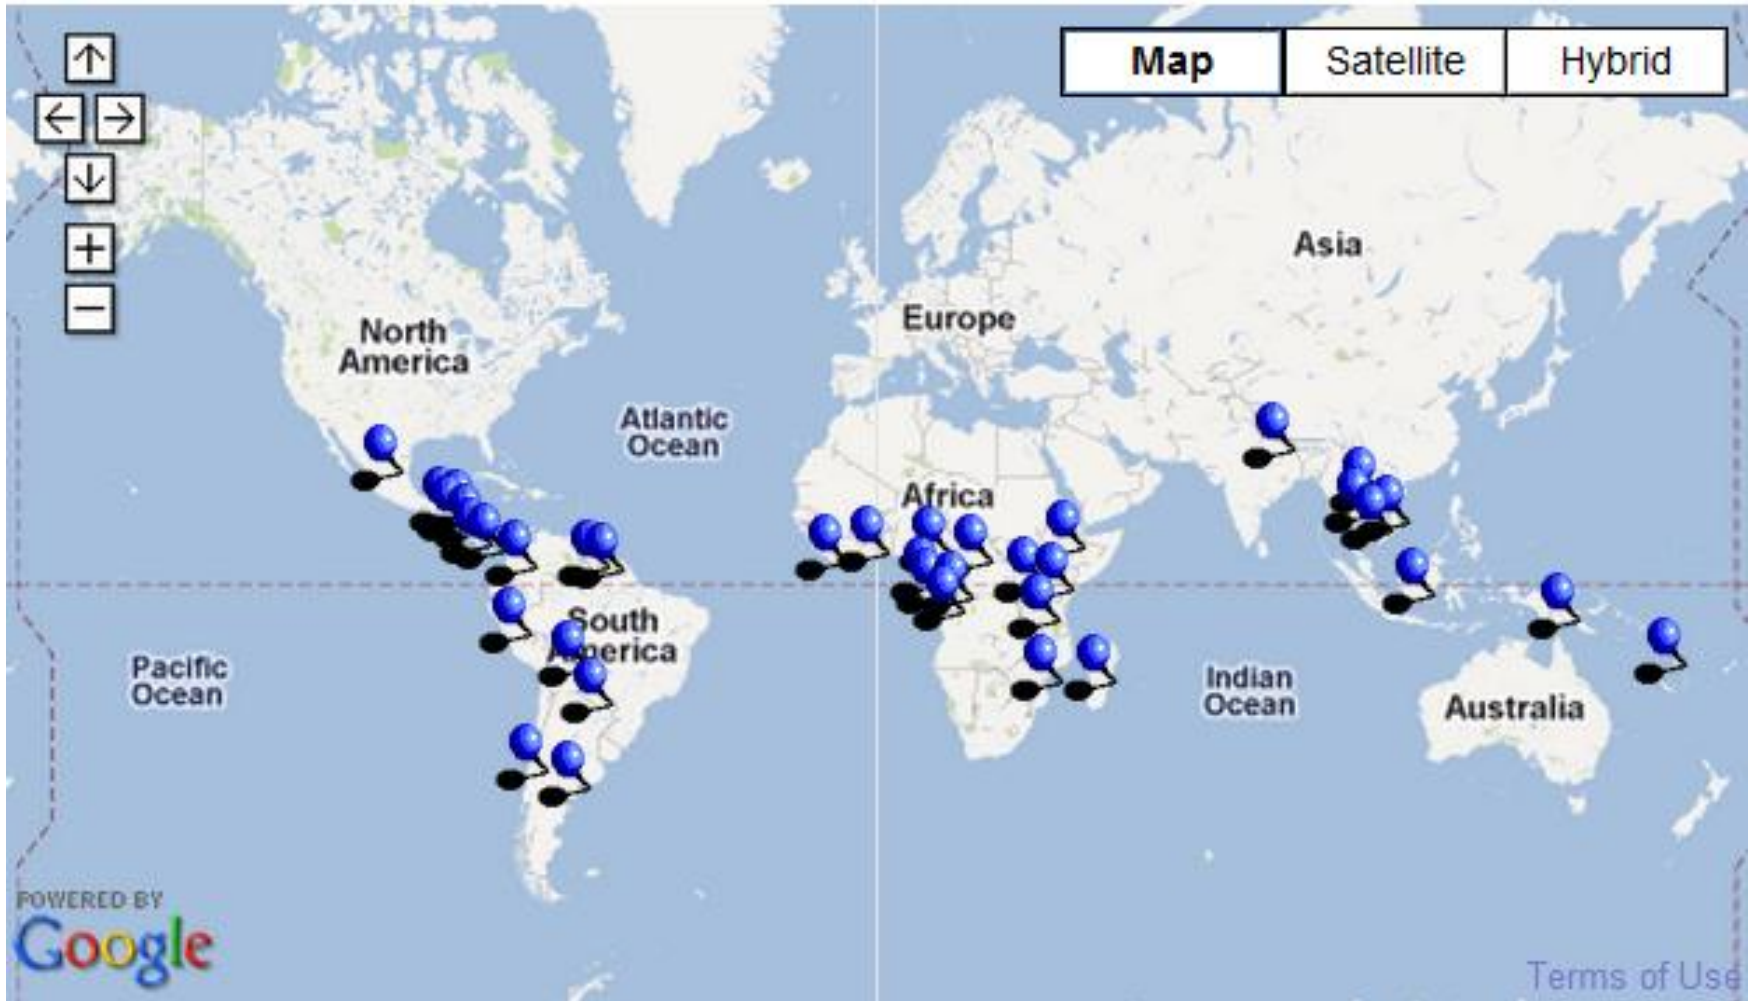 Map
Satellite
Hybrid
Asia
North
America
Europe
Atlantic
Ocean
Africa
South
America
Pacific
Ocean
Indian
Ocean
Australia
POWERED BY
Google
Terms of Use